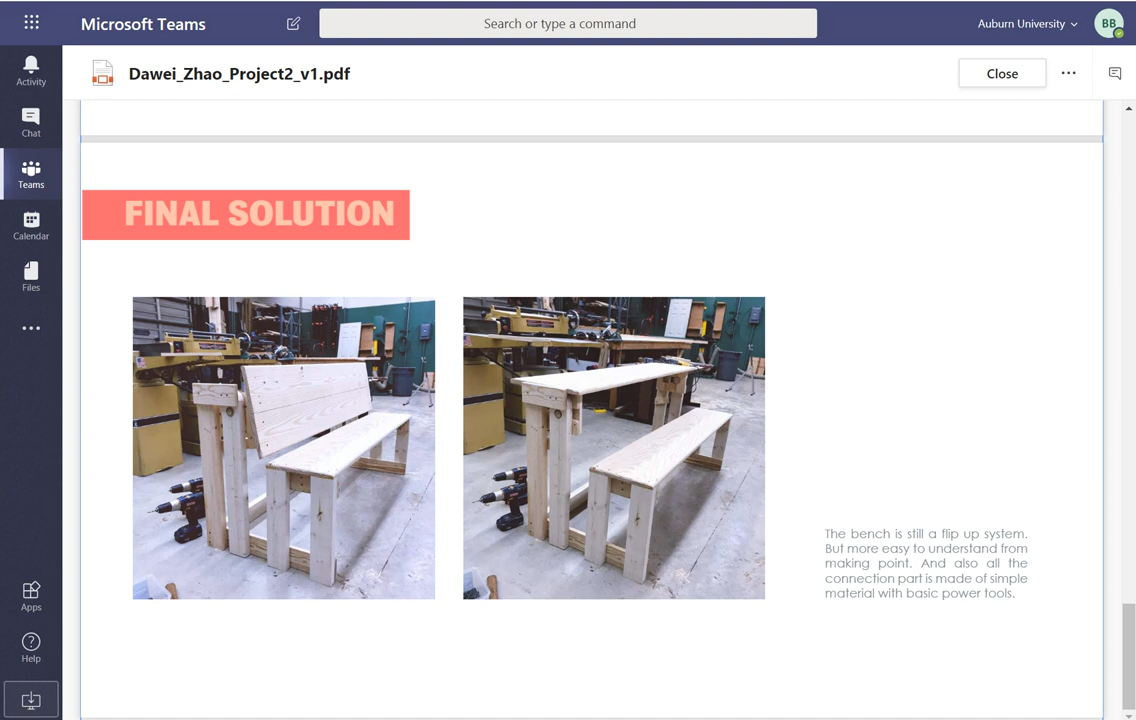 Microsoft Teams
Search or type a command
Auburn University
BB
Activity
Chat
Teams
Calendar
Files
Apps
Help
Dawei_Zhao_Project2_v1.pdf
Close
FINAL SOLUTION
The bench is still a flip up system.
But more easy to understand from
making point. And also all the
connection part is made of simple
material with basic power tools.